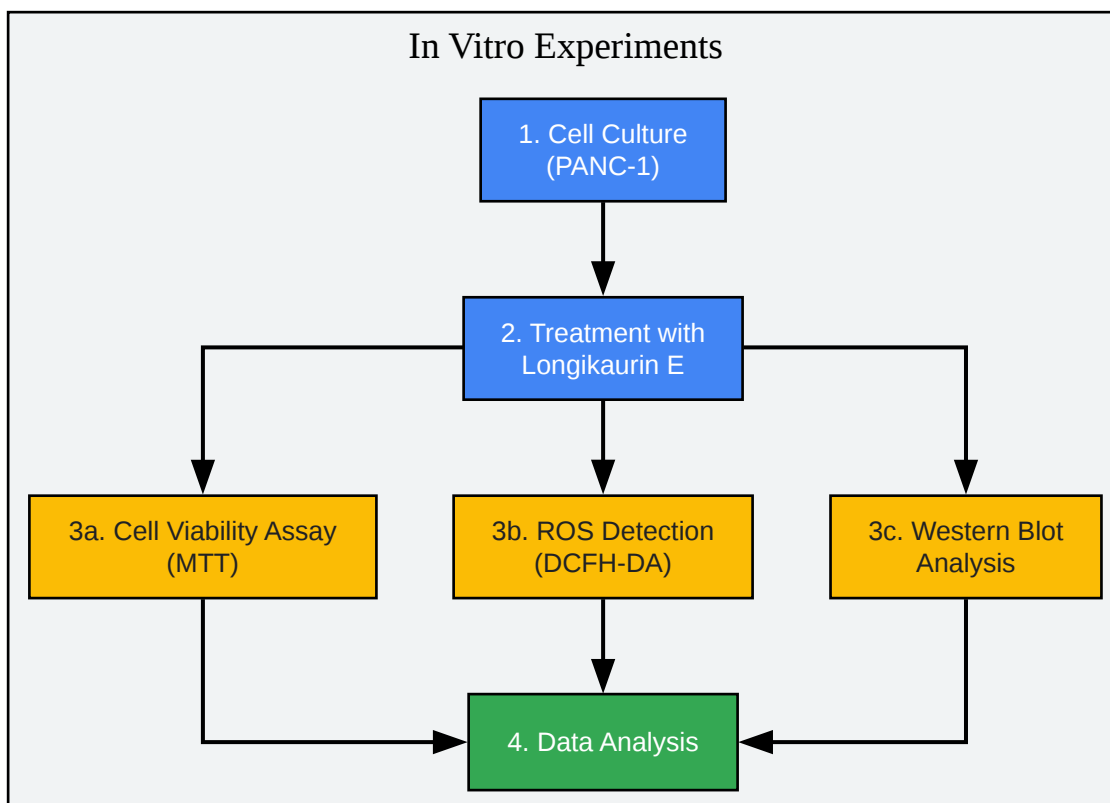 In Vitro Experiments
1. Cell Culture
(PANC-1)
2. Treatment with
Longikaurin E
3a. Cell Viability Assay
(MTT)
3b. ROS Detection
(DCFH-DA)
3c. Western Blot
Analysis
4. Data Analysis